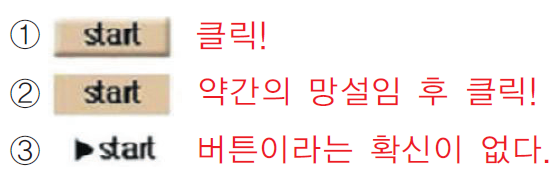 ① start 클릭!
② start 약간의 망설임 후 클릭!
③ ▶start 버튼이라는 확신이 없다.